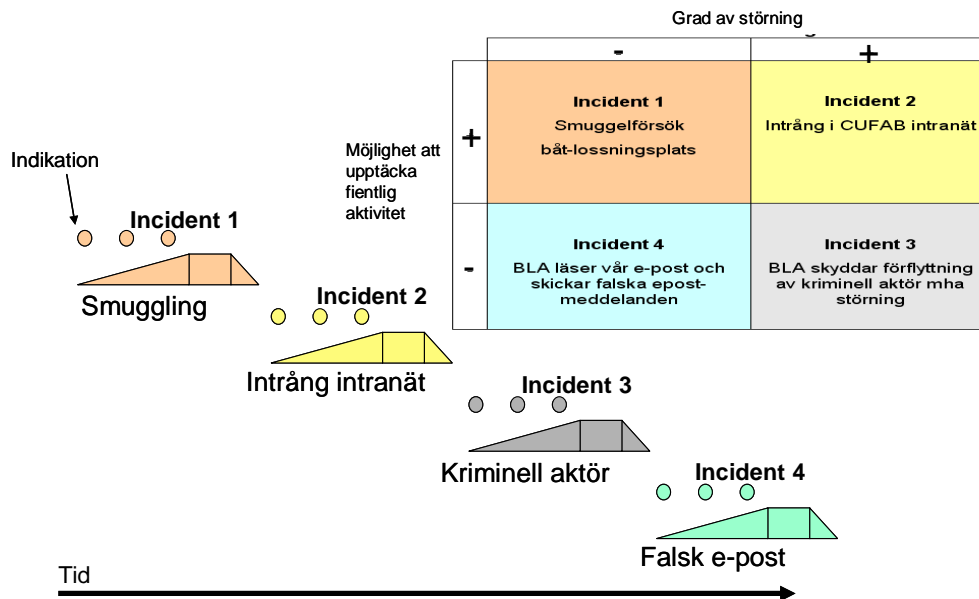 Grad av störning
-
+
Möjlighet att
upptäcka
fientlig
aktivitet
+
Incident 1
Smuggelförsök
båt-lossningsplats
Incident 2
Intrång i CUFAB intranät
-
Incident 4
BLA läser vår e-post och
skickar falska epost-
meddelanden
Incident 3
BLA skyddar förflyttning
av kriminell aktör mha
störning
Indikation
Incident 1
Smuggling
Incident 2
Intrång intranät
Incident 3
Kriminell aktör
Incident 4
Falsk e-post
Tid